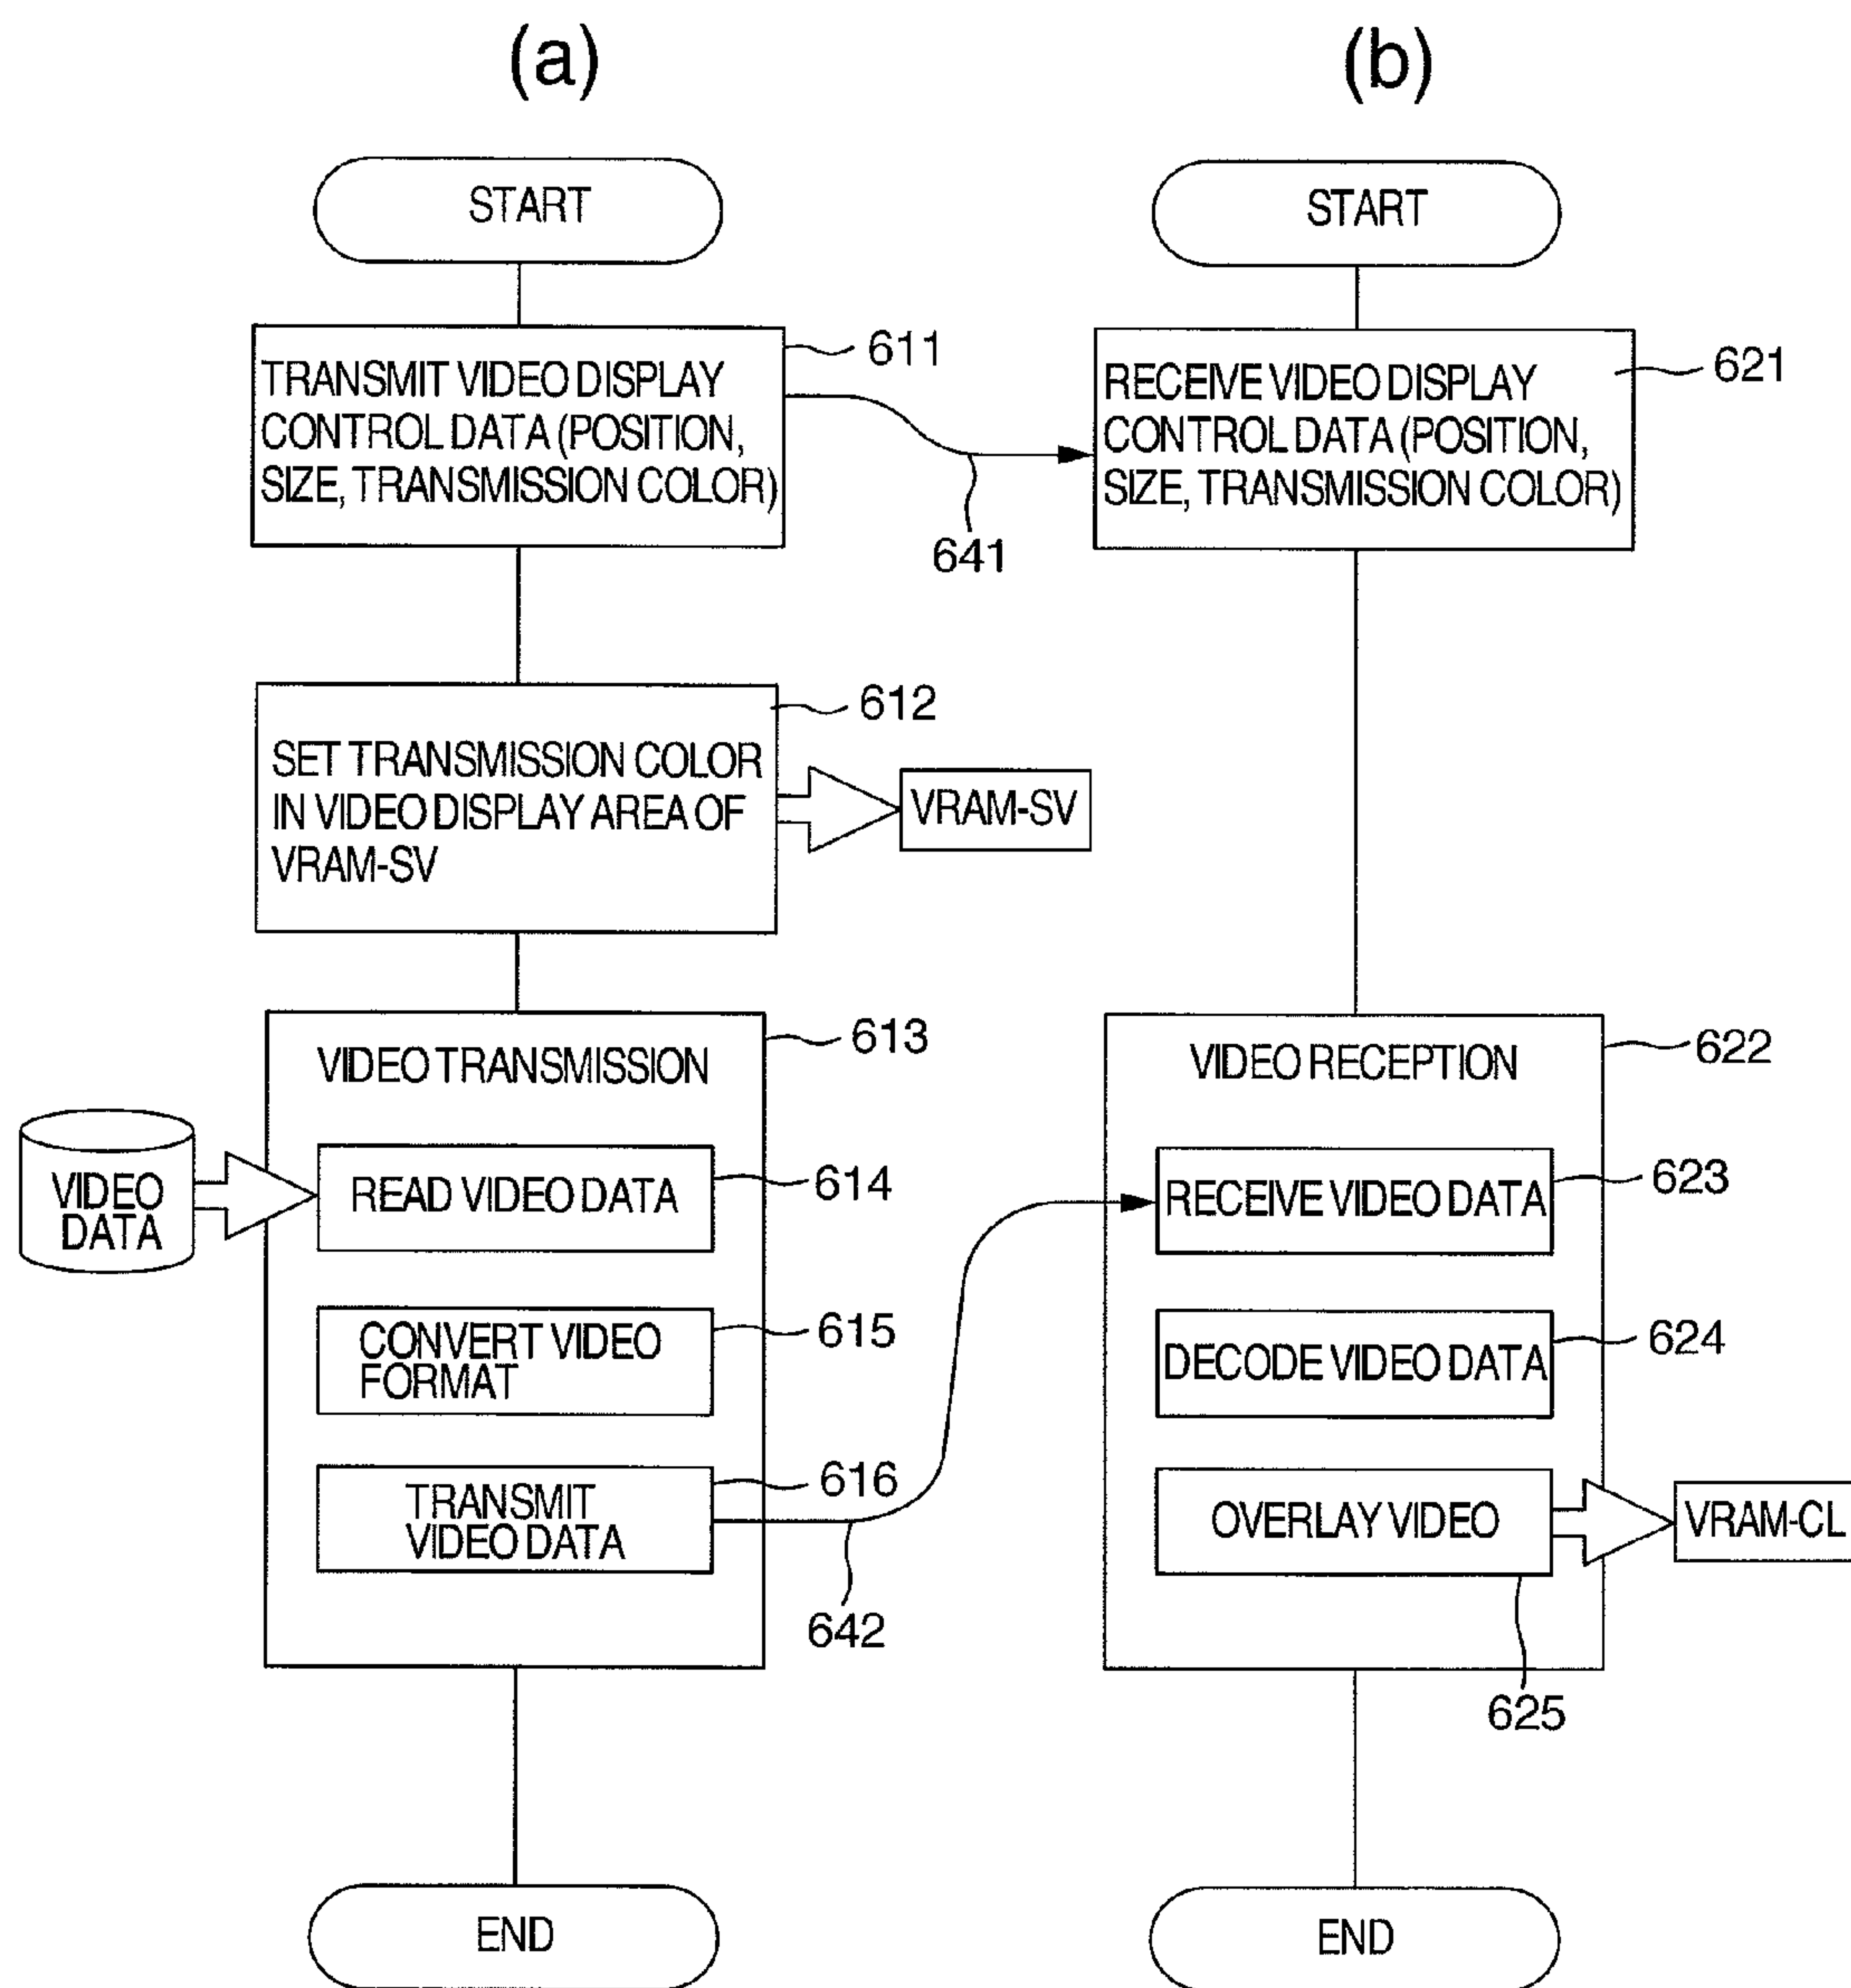 (a)
START
TRANSMIT VIDEO DISPLAY
CONTROL DATA (POSITION,
SIZE, TRANSMISSION COLOR)
611
641
SET TRANSMISSION COLOR
IN VIDEO DISPLAY AREA OF
VRAM-SV
612
VRAM-SV
VIDEO TRANSMISSION
613
VIDEO
DATA
READ VIDEO DATA
614
CONVERT VIDEO
FORMAT
615
TRANSMIT
VIDEO DATA
616
642
END
(b)
START
RECEIVE VIDEO DISPLAY
CONTROL DATA (POSITION,
SIZE, TRANSMISSION COLOR)
621
VIDEO RECEPTION
622
RECEIVE VIDEO DATA
623
DECODE VIDEO DATA
624
OVERLAY VIDEO
VRAM-CL
625
END